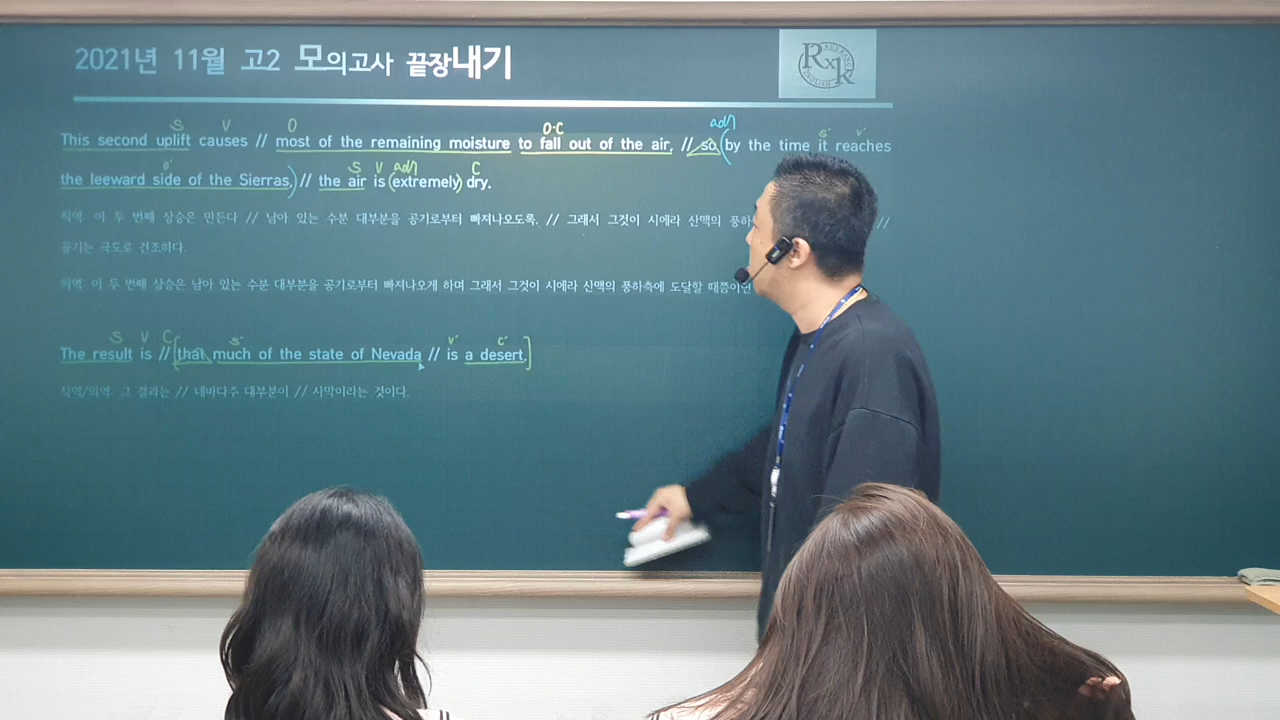 2021년 11월 고2 모의고사 끝장내기
RxK
S V O O·C adv S' V'
This second uplift causes // most of the remaining moisture to fall out of the air, // so (by the time it reaches
O' S V adv C
the leeward side of the Sierras,) // the air is (extremely) dry.
직역: 이 두 번째 상승은 만든다 // 남아 있는 수분 대부분을 공기로부터 빠져나오도록, // 그래서 그것이 시에라 산맥의 풍하 //
공기는 극도로 건조하다.
의역: 이 두 번째 상승은 남아 있는 수분 대부분을 공기로부터 빠져나오게 하며 그래서 그것이 시에라 산맥의 풍하측에 도달할 때쯤이면
S V C S' V' C'
The result is // [that much of the state of Nevada // is a desert.]
직역/의역: 그 결과는 // 네바다주 대부분이 // 사막이라는 것이다.